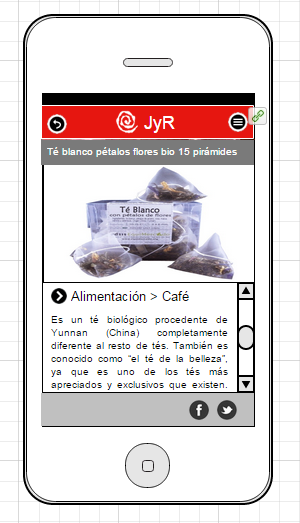 JyR
Té blanco pétalos flores bio 15 pirámides
Té Blanco
con pétalos de flores
Alimentación > Café
Es un té biológico procedente de
Yunnan (China) completamente
diferente al resto de tés. También es
conocido como "el té de la belleza",
ya que es uno de los tés más
apreciados y exclusivos que existen.